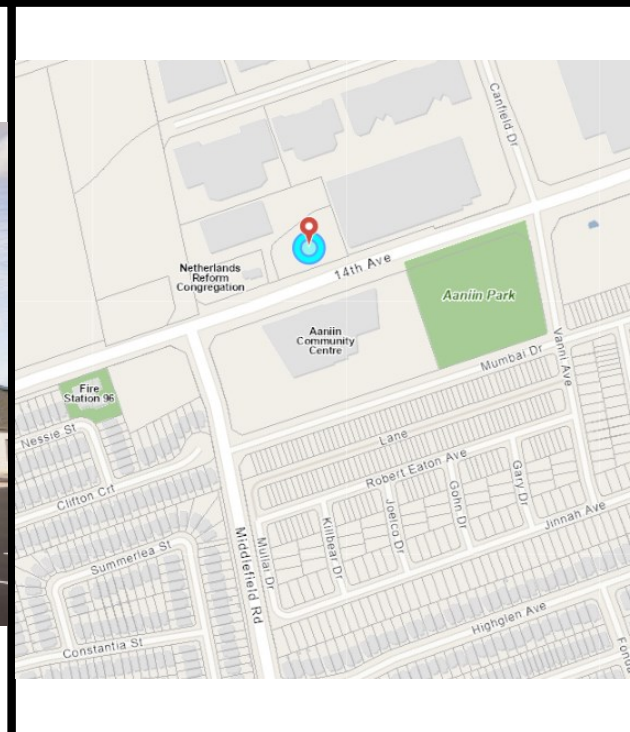 Canfield Dr
14th Ave
Netherlands
Reform
Congregation
Aaniin Park
Aaniin
Community
Centre
Vanni Ave
Mumbai Dr
Fire
Station 96
Nessie St
Lane
Robert Eaton Ave
Clifton Crt
Gary Dr
Gohn Dr
Joelco Dr
Killbear Dr
Jinnah Ave
Middlefield Rd
Mullai Dr
Summerlea St
Highglen Ave
Constantia St